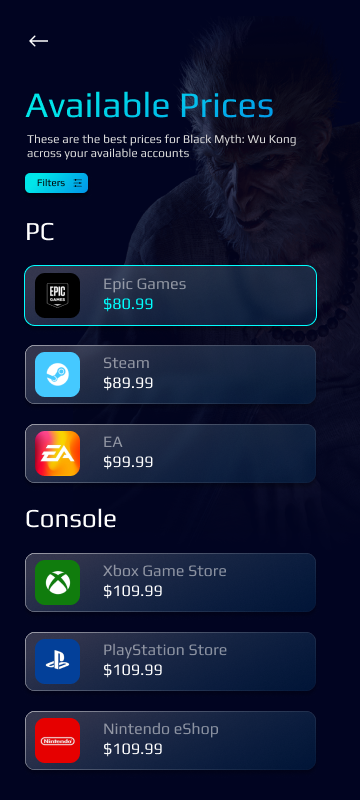 Available Prices
These are the best prices for Black Myth: Wu Kong
across your available accounts
Filters
PC
EPIC
GAMES
Epic Games
$80.99
Steam
$89.99
EA
EA
$99.99
Console
Xbox Game Store
$109.99
PlayStation Store
$109.99
Nintendo
Nintendo eShop
$109.99